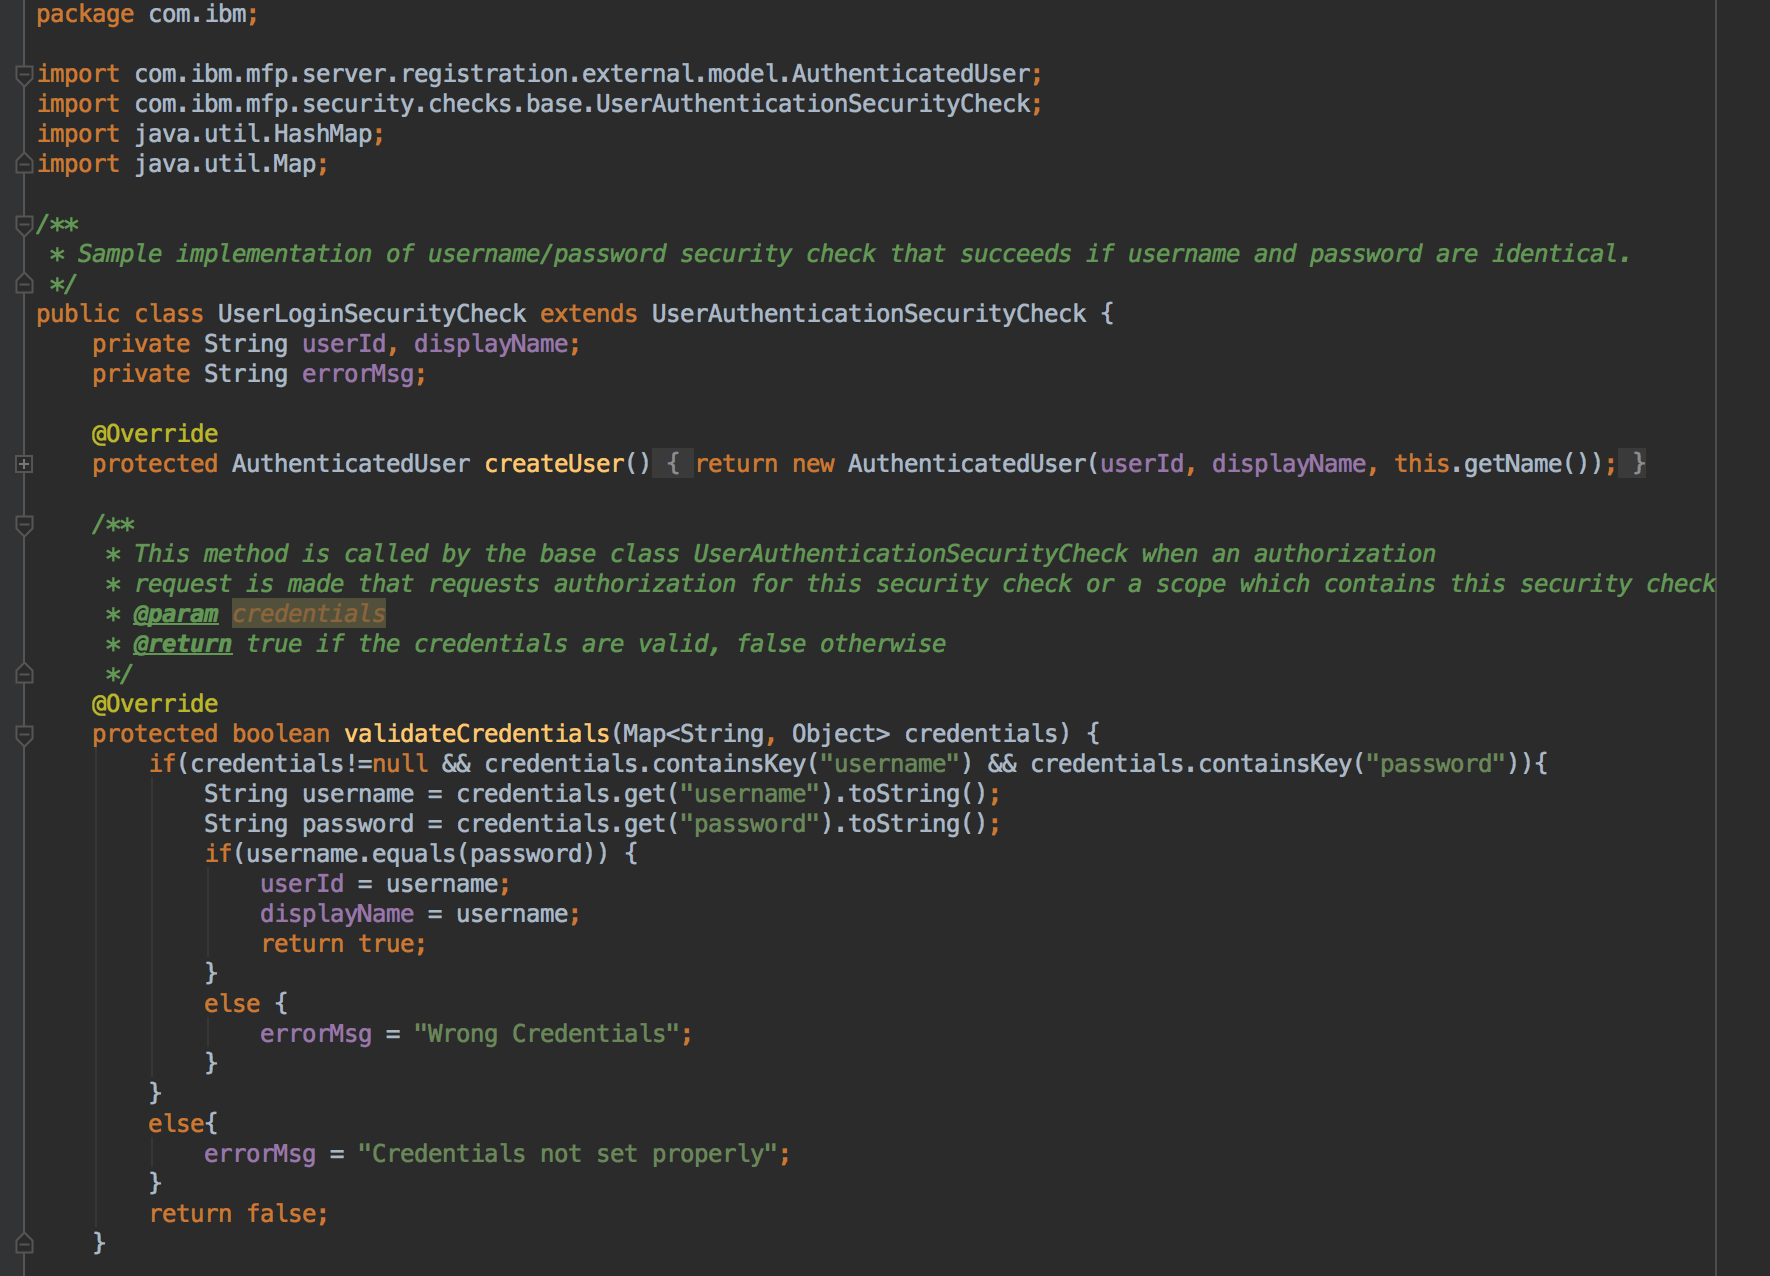 package com.ibm;
import com.ibm.mfp.server.registration.external.model.AuthenticatedUser;
import com.ibm.mfp.security.checks.base.UserAuthenticationSecurityCheck;
import java.util.HashMap;
import java.util.Map;
/**
 * Sample implementation of username/password security check that succeeds if username and password are identical.
 */
public class UserLoginSecurityCheck extends UserAuthenticationSecurityCheck {
    private String userId, displayName;
    private String errorMsg;
    @Override
    protected AuthenticatedUser createUser() { return new AuthenticatedUser(userId, displayName, this.getName()); }
    /**
     * This method is called by the base class UserAuthenticationSecurityCheck when an authorization
     * request is made that requests authorization for this security check or a scope which contains this security check
     * @param credentials
     * @return true if the credentials are valid, false otherwise
     */
    @Override
    protected boolean validateCredentials(Map<String, Object> credentials) {
        if(credentials!=null && credentials.containsKey("username") && credentials.containsKey("password")){
            String username = credentials.get("username").toString();
            String password = credentials.get("password").toString();
            if(username.equals(password)) {
                userId = username;
                displayName = username;
                return true;
            }
            else {
                errorMsg = "Wrong Credentials";
            }
        }
        else{
            errorMsg = "Credentials not set properly";
        }
        return false;
    }